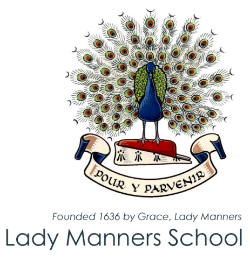 POUR Y PARVENIR
Founded 1636 by Grace, Lady Manners
Lady Manners School